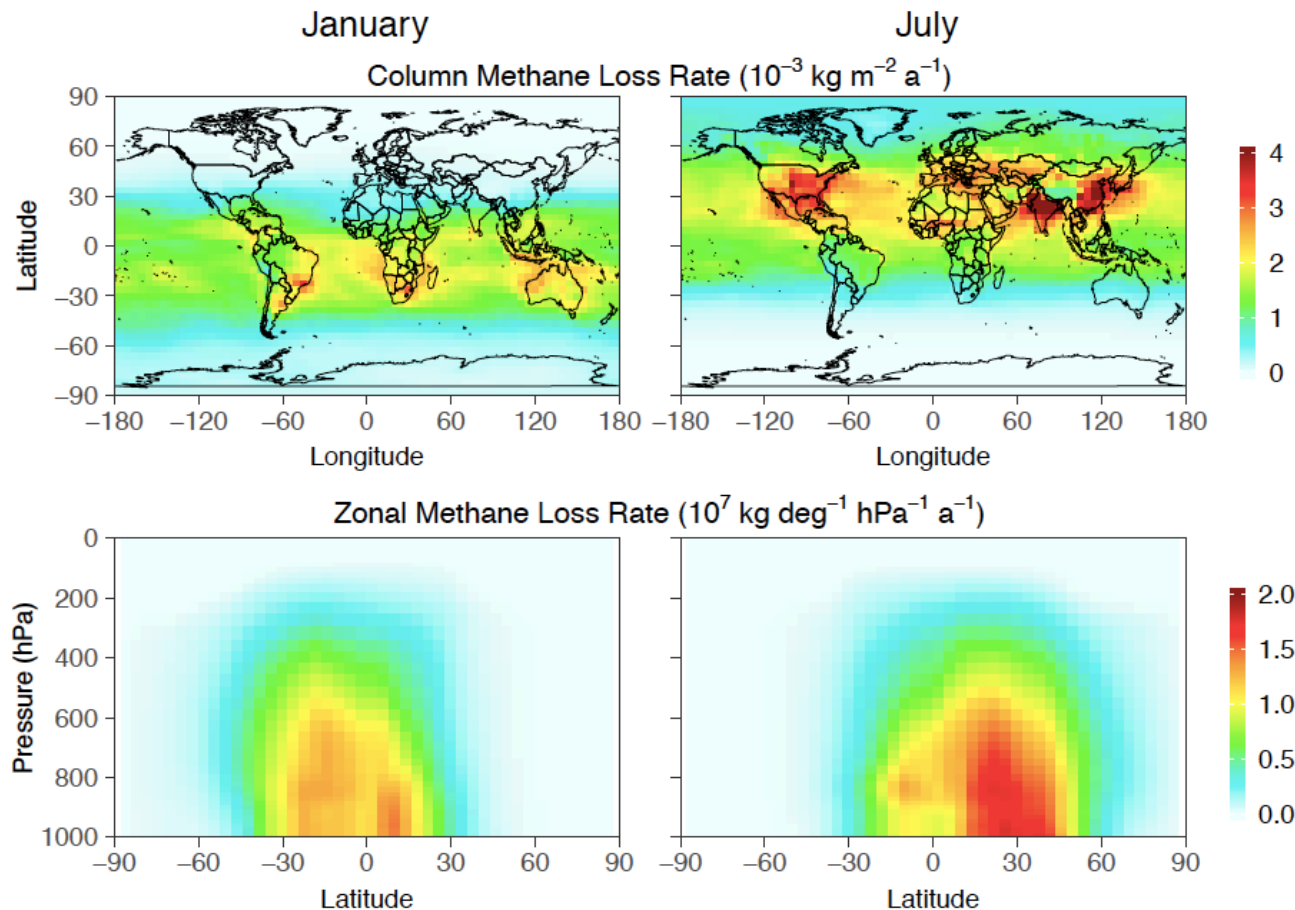 January July
Column Methane Loss Rate (10⁻³ kg m⁻² a⁻¹)
90
60
30
0
−30
−60
−90
Latitude
−180 −120 −60 0 60 120 180
−180 −120 −60 0 60 120 180
Longitude
Longitude
4
3
2
1
0
Zonal Methane Loss Rate (10⁷ kg deg⁻¹ hPa⁻¹ a⁻¹)
0
200
400
600
800
1000
Pressure (hPa)
−90 −60 −30 0 30 60 90
−90 −60 −30 0 30 60 90
Latitude
Latitude
2.0
1.5
1.0
0.5
0.0